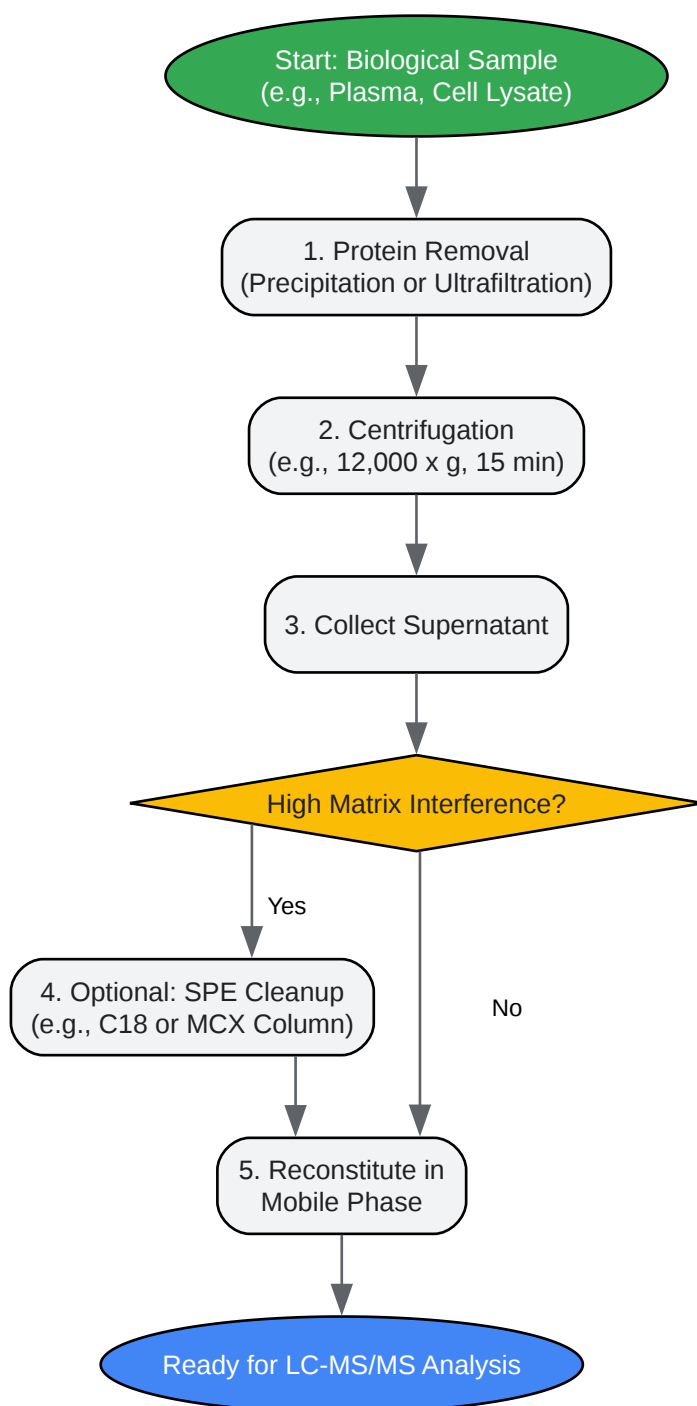 Start: Biological Sample
(e.g., Plasma, Cell Lysate)
1. Protein Removal
(Precipitation or Ultrafiltration)
2. Centrifugation
(e.g., 12,000 x g, 15 min)
3. Collect Supernatant
High Matrix Interference?
Yes
4. Optional: SPE Cleanup
(e.g., C18 or MCX Column)
No
5. Reconstitute in
Mobile Phase
Ready for LC-MS/MS Analysis